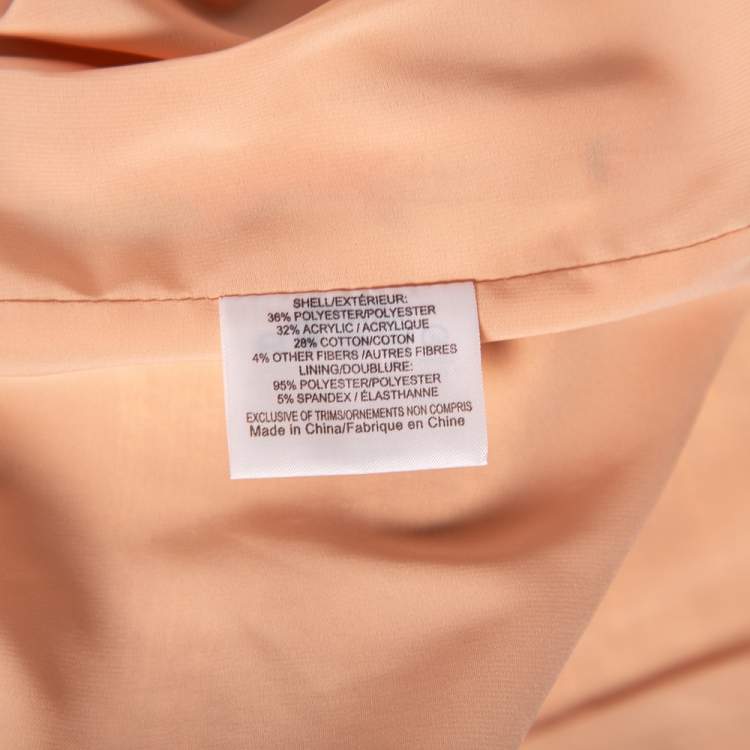 SHELL/EXTÉRIEUR:
36% POLYESTER/POLYESTER
32% ACRYLIC / ACRYLIQUE
28% COTTON/COTON
4% OTHER FIBERS /AUTRES FIBRES
LINING/DOUBLURE:
95% POLYESTER/POLYESTER
5% SPANDEX / ÉLASTHANNE
EXCLUSIVE OF TRIMS/ORNEMENTS NON COMPRIS
Made in China/Fabrique en Chine